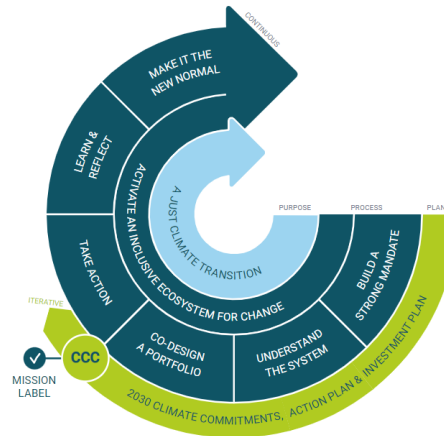 CONTINUOUS
MAKE IT THE
NEW NORMAL
LEARN &
REFLECT
ACTIVATE AN INCLUSIVE ECOSYSTEM FOR CHANGE
A JUST CLIMATE TRANSITION
PURPOSE
PROCESS
PLAN
TAKE ACTION
BUILD A
STRONG MANDATE
ITERATIVE
CCC
CO-DESIGN
A PORTFOLIO
UNDERSTAND
THE SYSTEM
MISSION
LABEL
2030 CLIMATE COMMITMENTS, ACTION PLAN & INVESTMENT PLAN